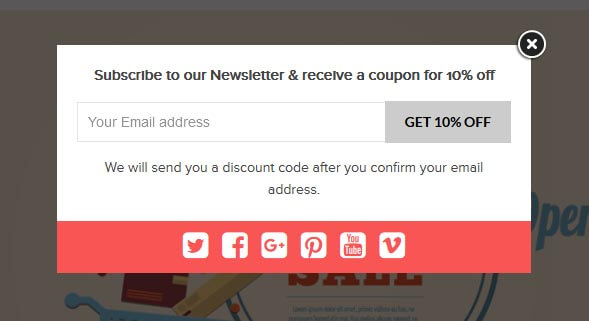 Subscribe to our Newsletter & receive a coupon for 10% off
Your Email address
GET 10% OFF
We will send you a discount code after you confirm your email
address.
You
Tube
Open
SALE